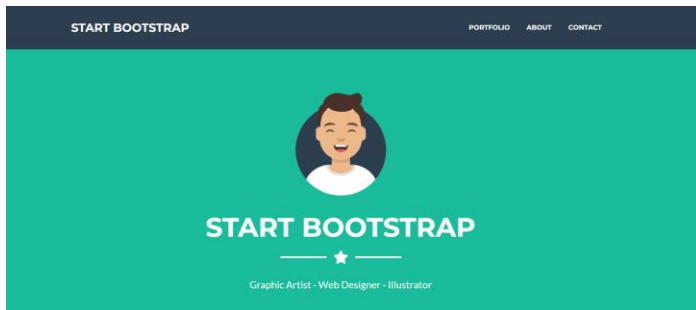 START BOOTSTRAP
PORTFOLIO ABOUT CONTACT
START BOOTSTRAP
Graphic Artist - Web Designer - Illustrator